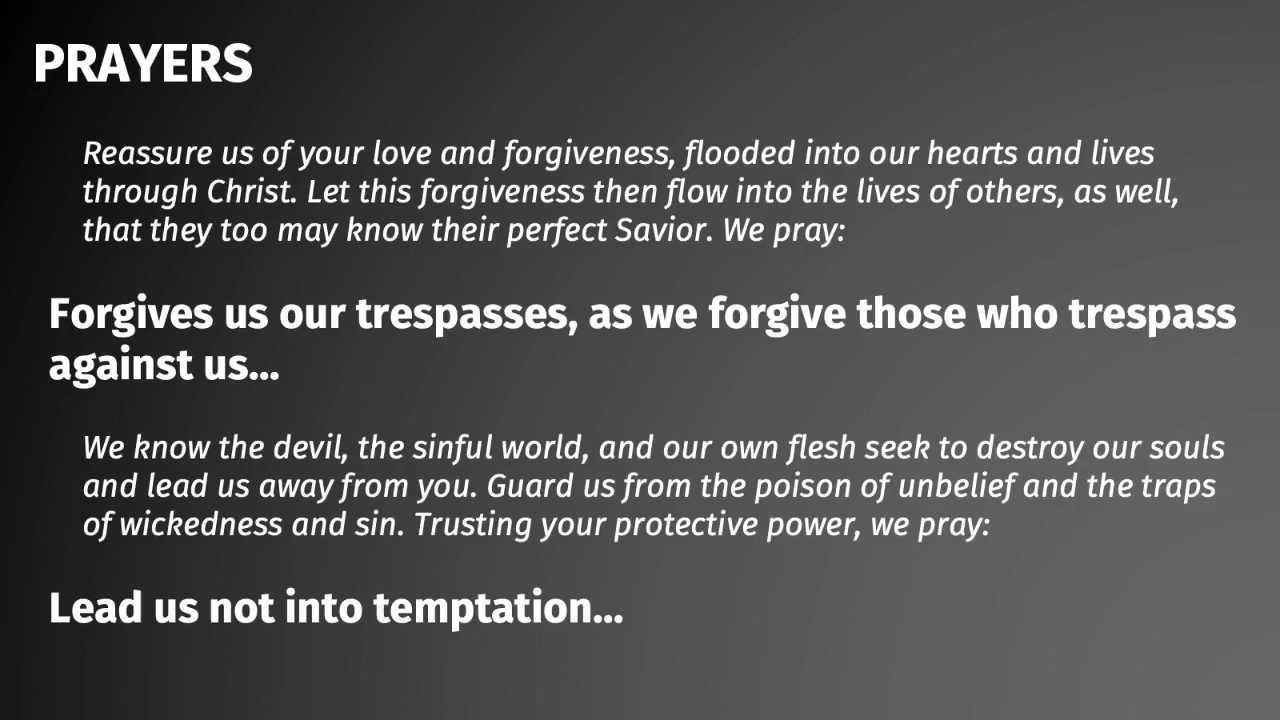 PRAYERS
Reassure us of your love and forgiveness, flooded into our hearts and lives
through Christ. Let this forgiveness then flow into the lives of others, as well,
that they too may know their perfect Savior. We pray:
Forgives us our trespasses, as we forgive those who trespass
against us...
We know the devil, the sinful world, and our own flesh seek to destroy our souls
and lead us away from you. Guard us from the poison of unbelief and the traps
of wickedness and sin. Trusting your protective power, we pray:
Lead us not into temptation...